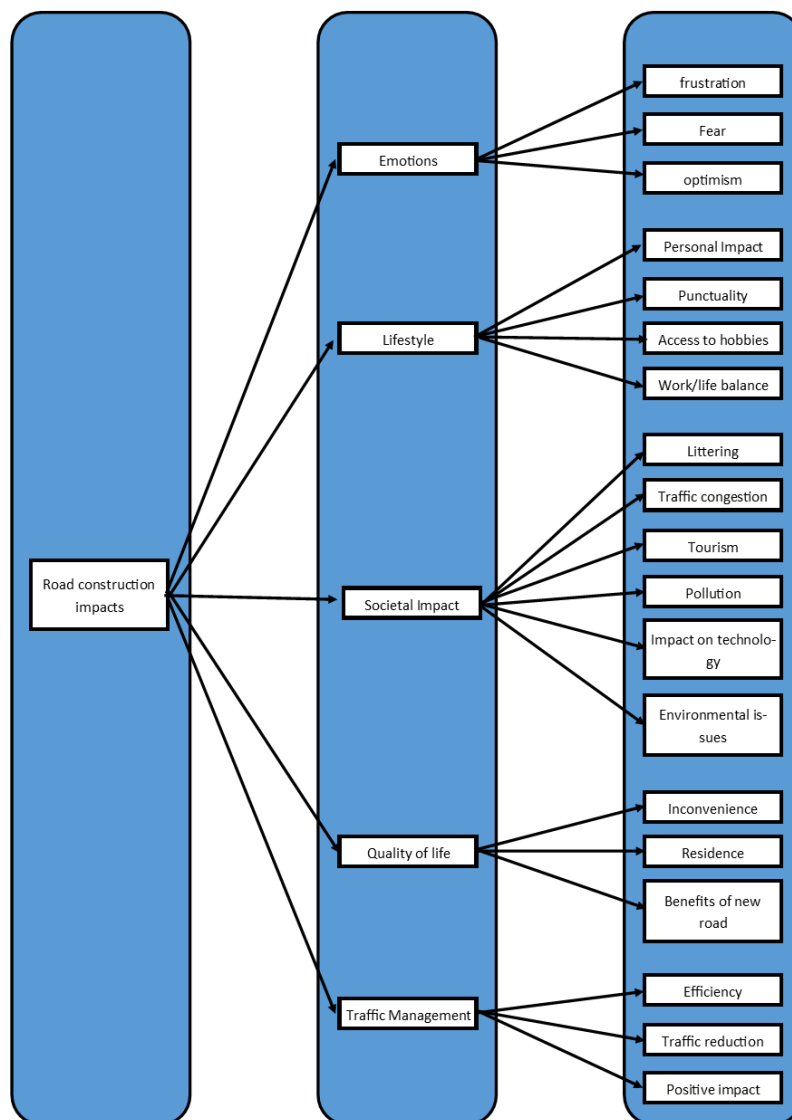 Road construction
impacts
Emotions
Lifestyle
Societal Impact
Quality of life
Traffic Management
frustration
Fear
optimism
Personal Impact
Punctuality
Access to hobbies
Work/life balance
Littering
Traffic congestion
Tourism
Pollution
Impact on technolo-
gy
Environmental is-
sues
Inconvenience
Residence
Benefits of new
road
Efficiency
Traffic reduction
Positive impact